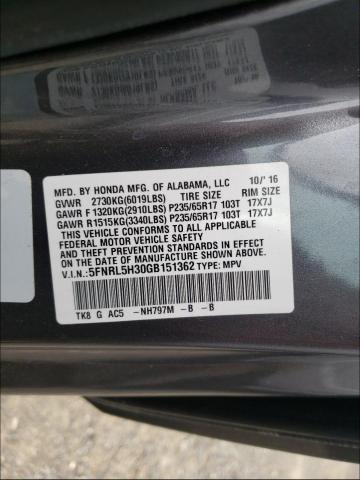 MFD. BY HONDA MFG. OF ALABAMA, LLC 10/'16
GVWR 2730KG(6019LBS) TIRE SIZE RIM SIZE
GAWR F 1320KG(2910LBS) P235/65R17 103T 17X7J
GAWR R1515KG(3340LBS) P235/65R17 103T 17X7J
THIS VEHICLE CONFORMS TO ALL APPLICABLE
FEDERAL MOTOR VEHICLE SAFETY AND THEFT
PREVENTION STANDARDS IN EFFECT ON THE
DATE OF MANUFACTURE SHOWN ABOVE.
V.I.N.: 5FNRL5H30GB151362 TYPE: MPV
TK8 G AC5 -NH797M -B -B